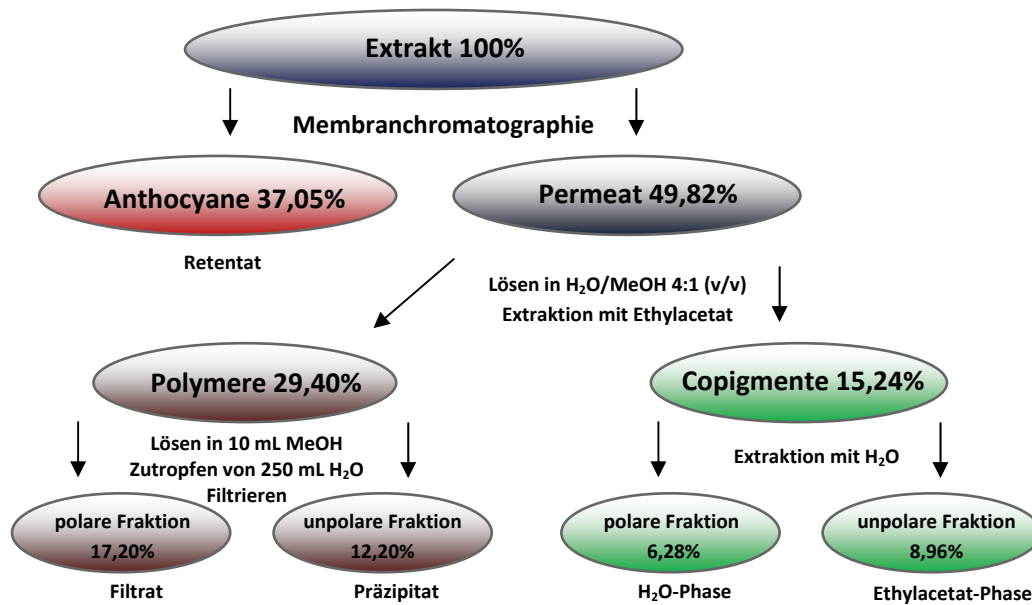 Extrakt 100%
Membranchromatographie
Anthocyane 37,05%
Permeat 49,82%
Retentat
Lösen in H₂O/MeOH 4:1 (v/v)
Extraktion mit Ethylacetat
Polymere 29,40%
Copigmente 15,24%
Lösen in 10 mL MeOH
Zutropfen von 250 mL H₂O
Filtrieren
Extraktion mit H₂O
polare Fraktion
17,20%
unpolare Fraktion
12,20%
polare Fraktion
6,28%
unpolare Fraktion
8,96%
Filtrat
Präzipitat
H₂O-Phase
Ethylacetat-Phase